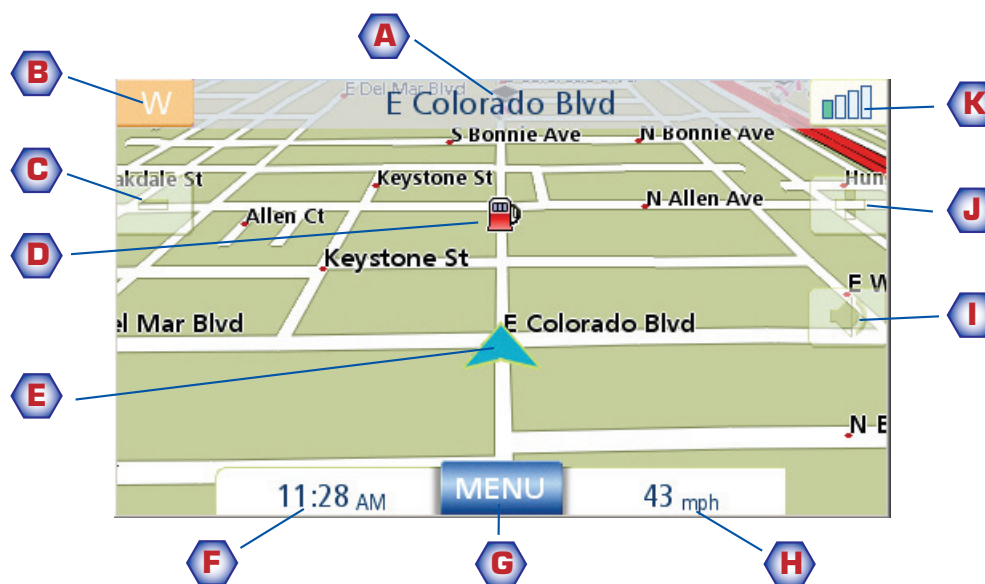 A
B
W
E Del Mar Blvd
E Colorado Blvd
K
S Bonnie Ave
N Bonnie Ave
C
akdale St
Keystone St
Hun
J
N Allen Ave
Allen Ct
D
Keystone St
E W
el Mar Blvd
E Colorado Blvd
I
E
N E
11:28 AM
MENU
43 mph
F
G
H